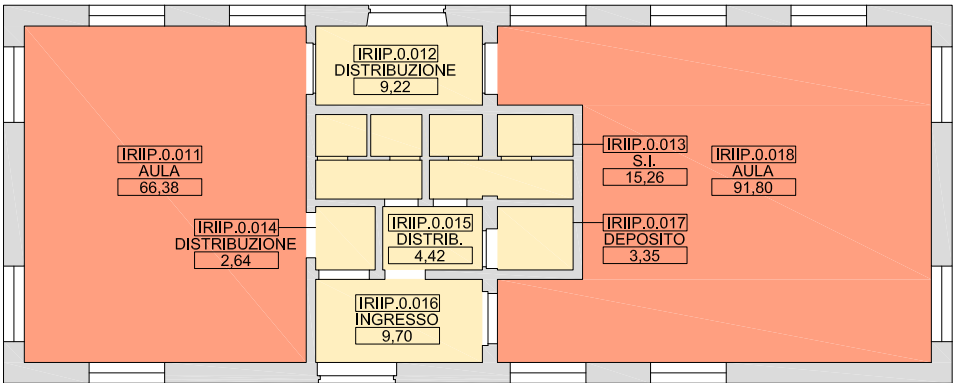 IRIIP.0.012
DISTRIBUZIONE
9,22
IRIIP.0.011
AULA
66,38
IRIIP.0.013
S.I.
15,26
IRIIP.0.018
AULA
91,80
IRIIP.0.014
DISTRIBUZIONE
2,64
IRIIP.0.015
DISTRIB.
4,42
IRIIP.0.017
DEPOSITO
3,35
IRIIP.0.016
INGRESSO
9,70